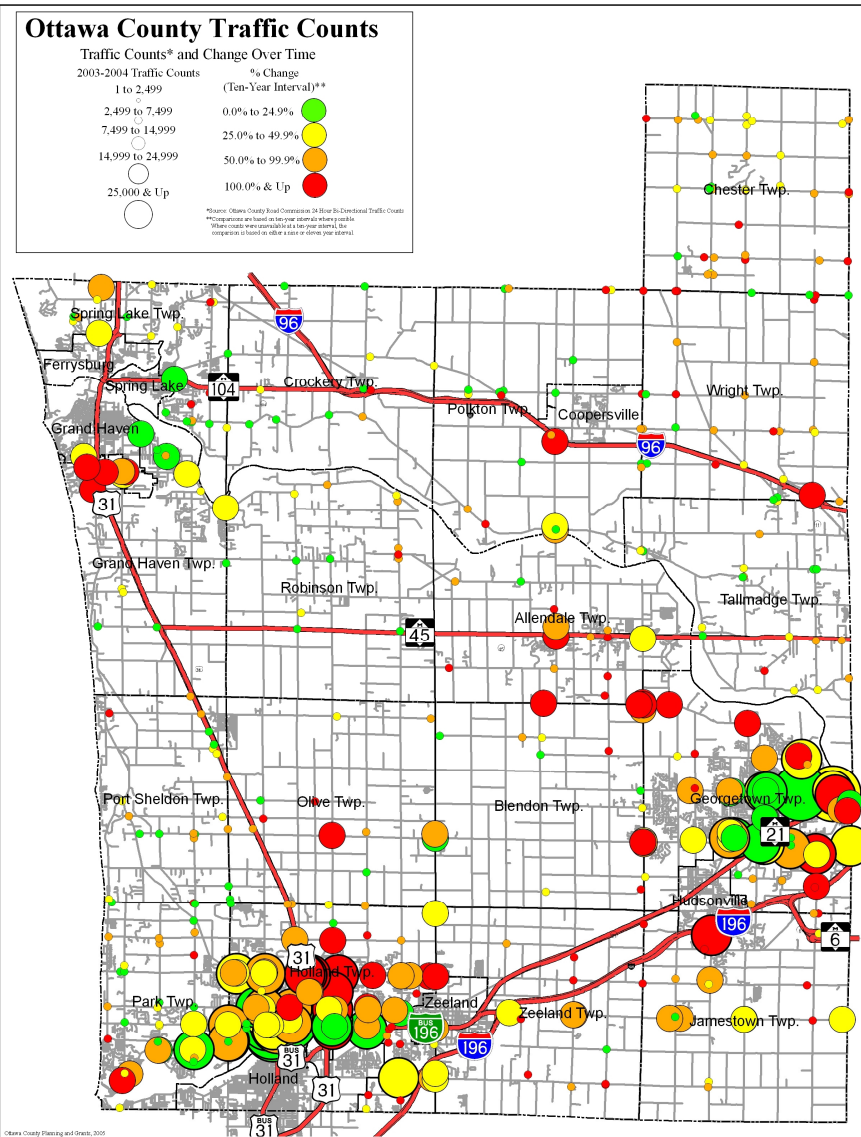 Ottawa County Traffic Counts
Traffic Counts* and Change Over Time
2003-2004 Traffic Counts
% Change
(Ten-Year Interval)**
1 to 2,499
2,499 to 7,499
7,499 to 14,999
14,999 to 24,999
25,000 & Up
0.0% to 24.9%
25.0% to 49.9%
50.0% to 99.9%
100.0% & Up
*Source: Ottawa County Road Commission 24 Hour Bi-Directional Traffic Counts
**Comparisons are based on ten-year intervals where possible.
Where counts were unavailable at a ten-year interval, the
comparison is based on either a nine or eleven year interval.
Chester Twp.
Spring Lake Twp.
96
Ferrysburg
Spring Lake
M
104
Crockery Twp.
Wright Twp.
Polkton Twp.
Coopersville
Grand Haven
96
31
Grand Haven Twp.
Robinson Twp.
Tallmadge Twp.
Allendale Twp.
M
45
Port Sheldon Twp.
Olive Twp.
Blendon Twp.
Georgetown Twp.
M
21
Hudsonville
196
M
6
31
Holland Twp.
Park Twp.
Zeeland
Zeeland Twp.
Jamestown Twp.
BUS
196
196
BUS
31
Holland
31
BUS
31
Ottawa County Planning and Grants, 2005